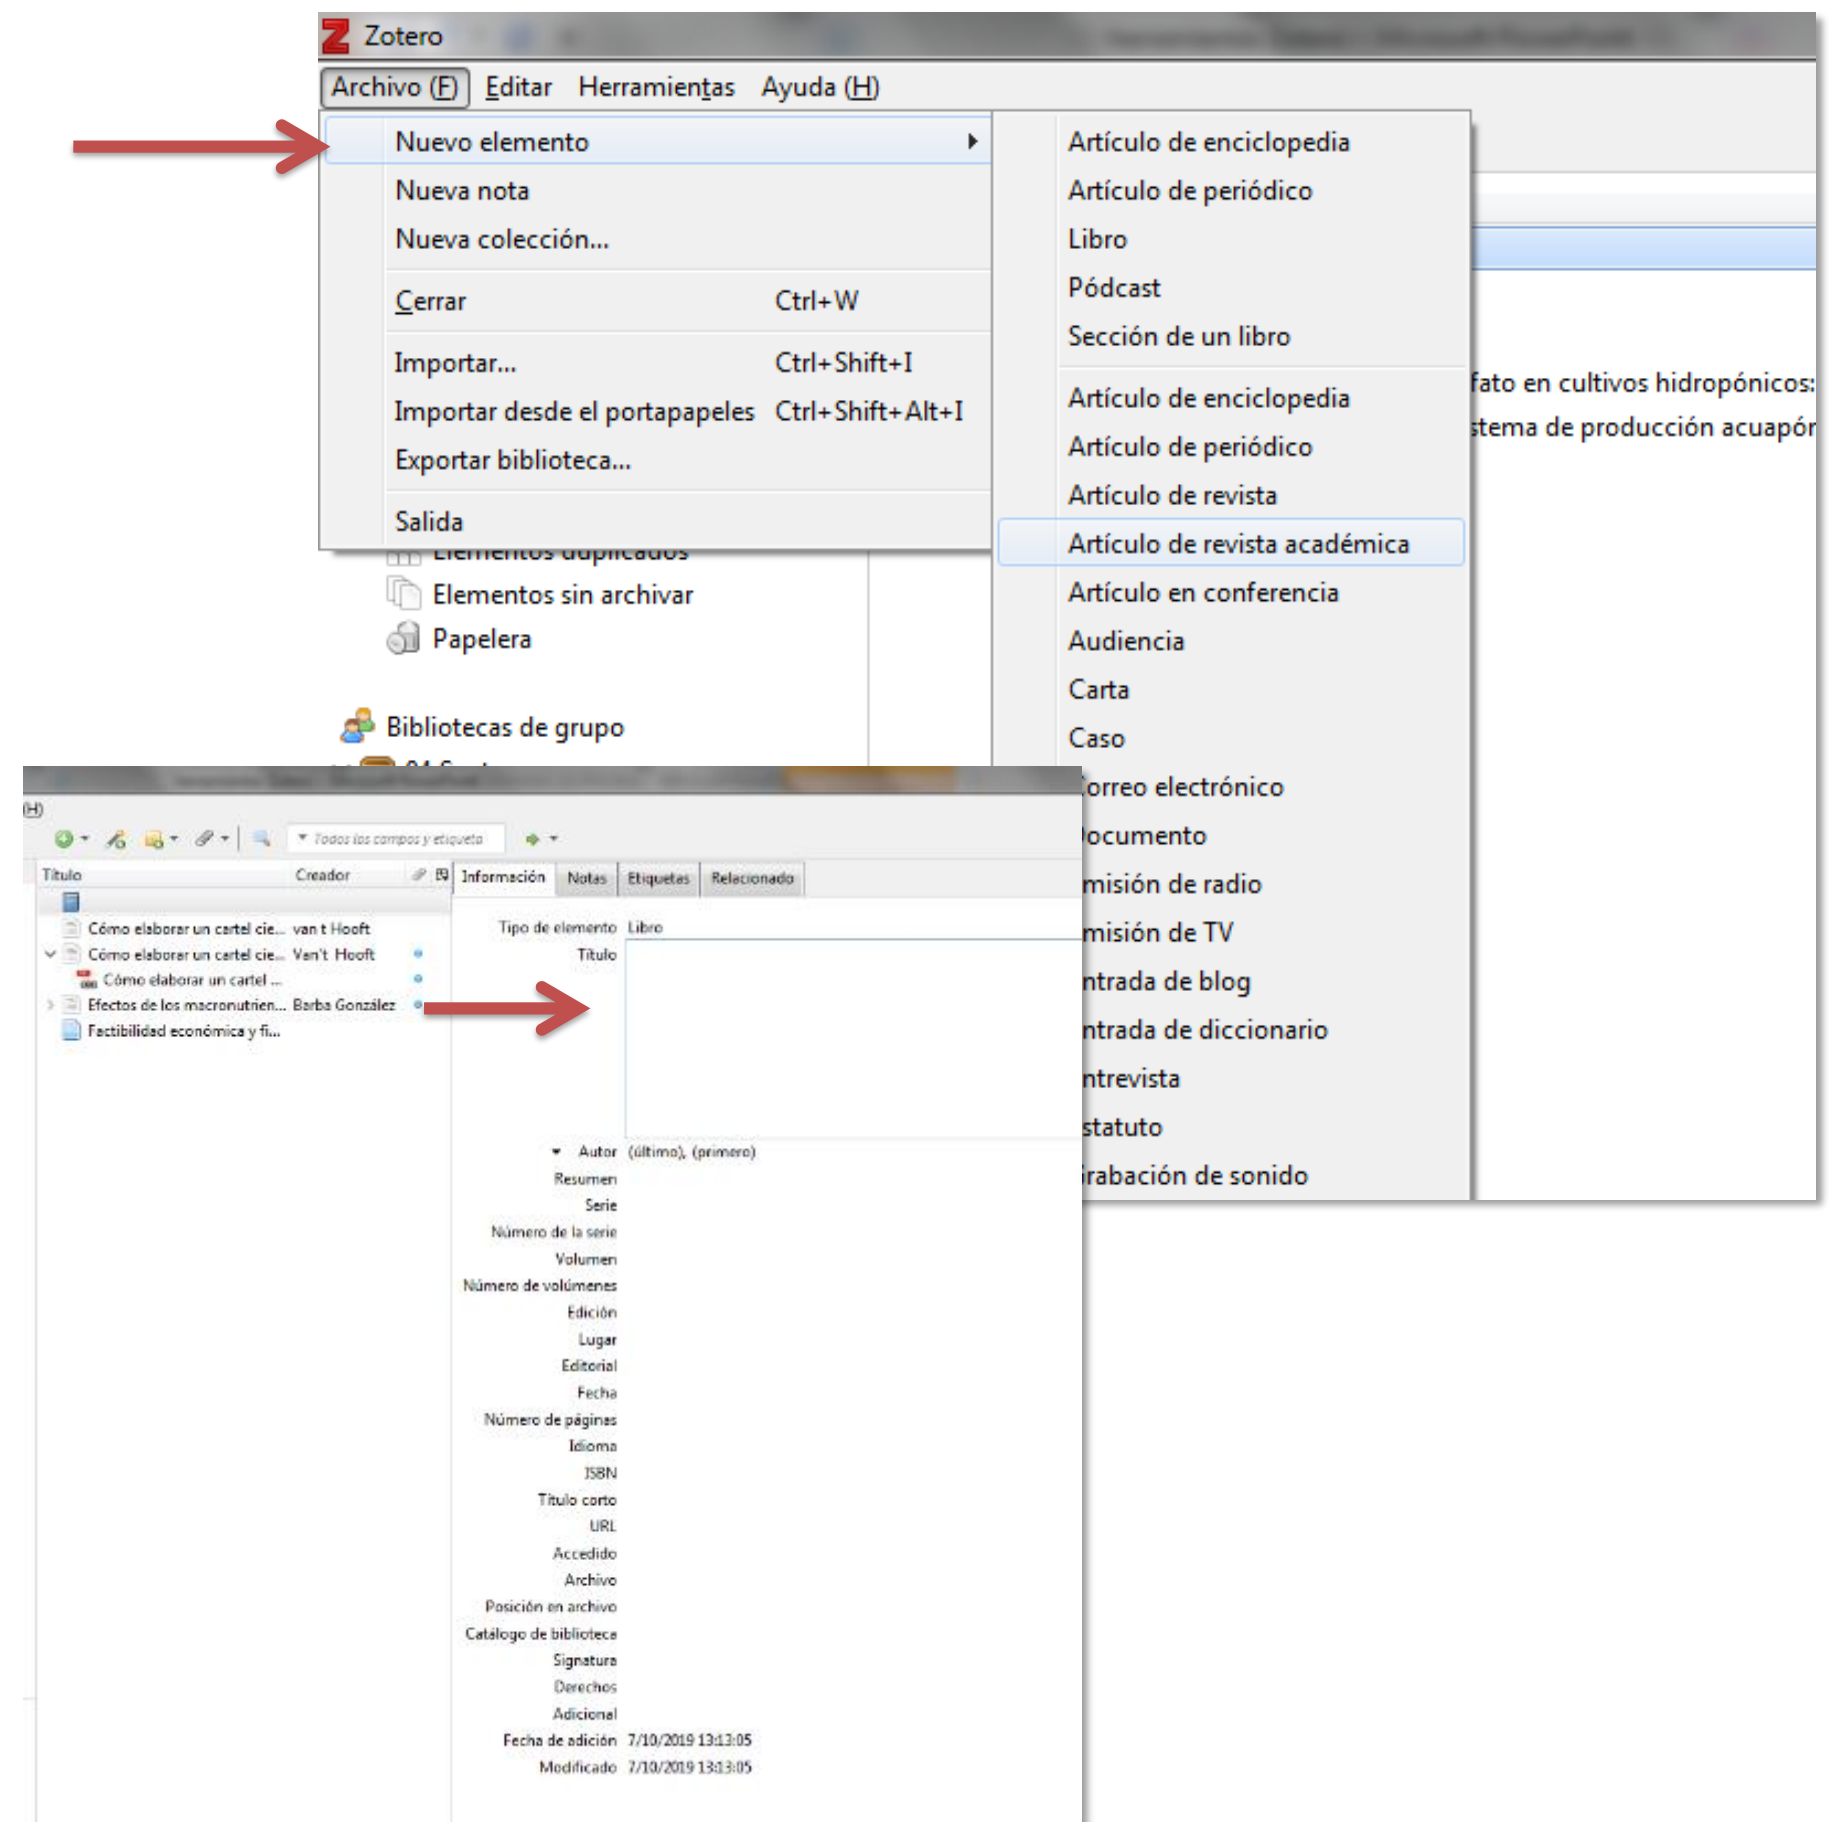 Zotero
Archivo (F) Editar Herramientas Ayuda (H)
Nuevo elemento
Nueva nota
Nueva colección...
Cerrar Ctrl+W
Importar... Ctrl+Shift+I
Importar desde el portapapeles Ctrl+Shift+Alt+I
Exportar biblioteca...
Salida
Elementos duplicados
Elementos sin archivar
Papelera
Bibliotecas de grupo
Artículo de enciclopedia
Artículo de periódico
Libro
Pódcast
Sección de un libro
Artículo de enciclopedia
Artículo de periódico
Artículo de revista
Artículo de revista académica
Artículo en conferencia
Audiencia
Carta
Caso
orreo electrónico
ocumento
misión de radio
misión de TV
ntrada de blog
ntrada de diccionario
ntrevista
statuto
rabación de sonido
fato en cultivos hidropónicos:
stema de producción acuapór
(H)
Todos los campos y etiqueta
Título Creador
Cómo elaborar un cartel cie... van t Hooft
Cómo elaborar un cartel cie... Van't Hooft
Cómo elaborar un cartel ...
Efectos de los macronutrien... Barba González
Factibilidad económica y fi...
Información Notas Etiquetas Relacionado
Tipo de elemento Libro
Título
Autor (último), (primero)
Resumen
Serie
Número de la serie
Volumen
Número de volúmenes
Edición
Lugar
Editorial
Fecha
Número de páginas
Idioma
ISBN
Título corto
URL
Accedido
Archivo
Posición en archivo
Catálogo de biblioteca
Signatura
Derechos
Adicional
Fecha de adición 7/10/2019 13:13:05
Modificado 7/10/2019 13:13:05